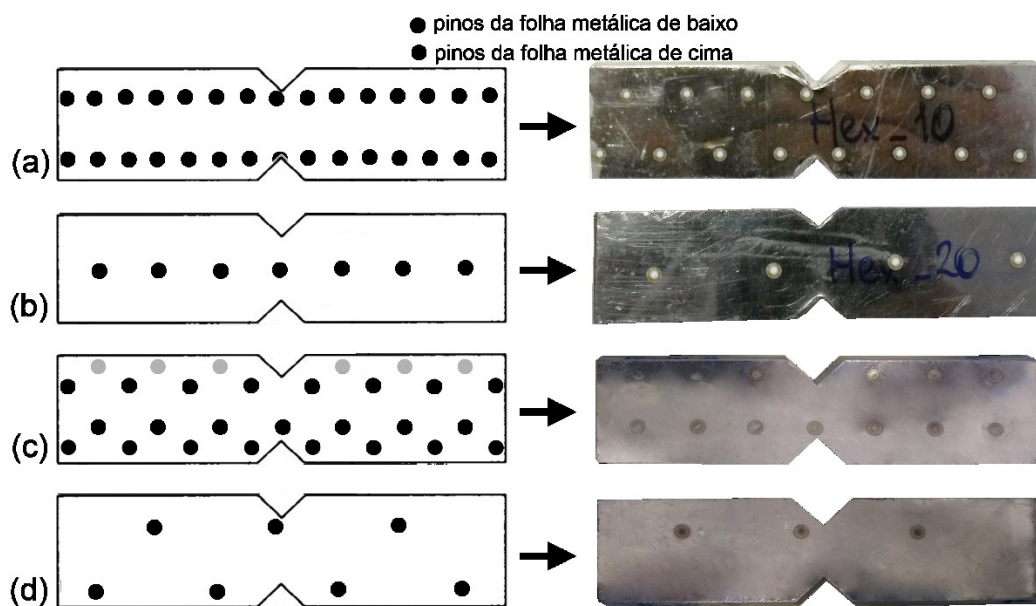 pinos da folha metálica de baixo
pinos da folha metálica de cima
(a)
Hex_10
(b)
Hex_20
(c)
(d)